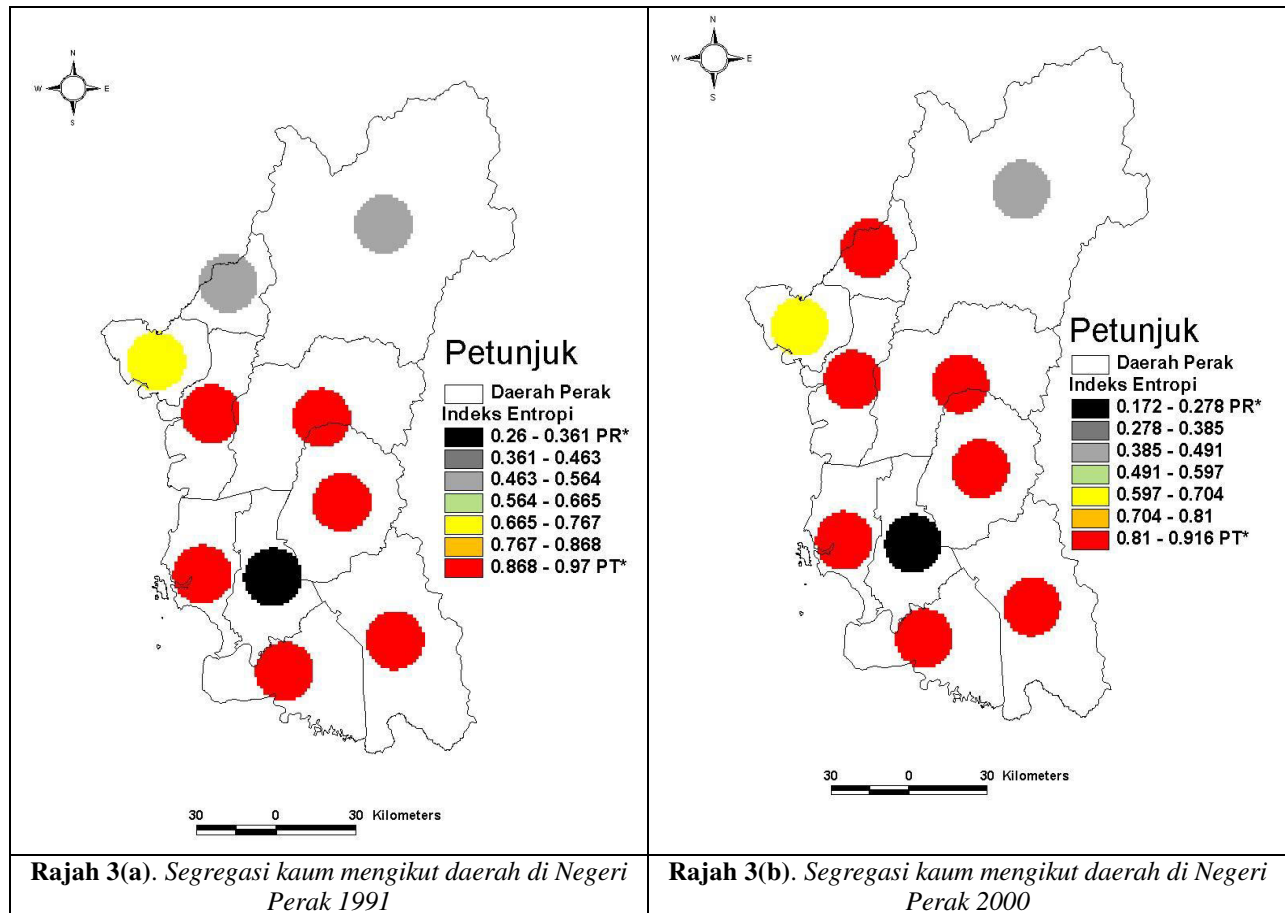 N
W E
S
Petunjuk
Daerah Perak
Indeks Entropi
0.26 - 0.361 PR*
0.361 - 0.463
0.463 - 0.564
0.564 - 0.665
0.665 - 0.767
0.767 - 0.868
0.868 - 0.97 PT*
30 0 30 Kilometers
Rajah 3(a). Segregasi kaum mengikut daerah di Negeri
Perak 1991
N
W E
S
Petunjuk
Daerah Perak
Indeks Entropi
0.172 - 0.278 PR*
0.278 - 0.385
0.385 - 0.491
0.491 - 0.597
0.597 - 0.704
0.704 - 0.81
0.81 - 0.916 PT*
30 0 30 Kilometers
Rajah 3(b). Segregasi kaum mengikut daerah di Negeri
Perak 2000